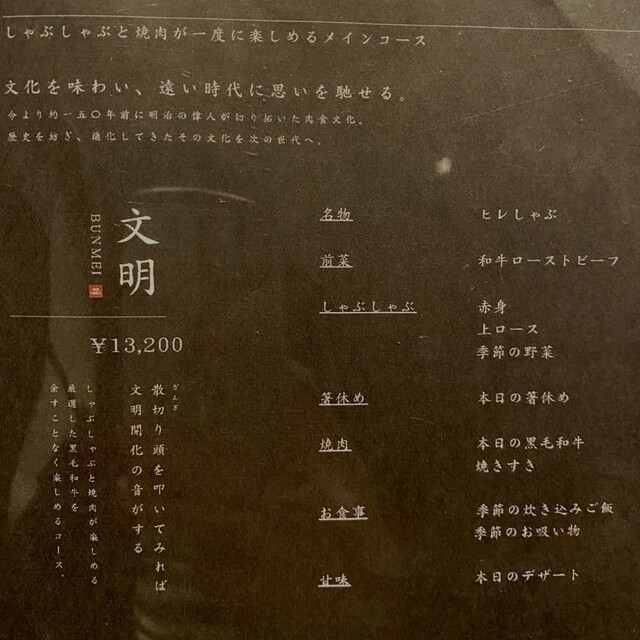 しゃぶしゃぶと焼肉が一度に楽しめるメインコース
文化を味わい、遠い時代に思いを馳せる。
今より約一五〇年前に明治の偉人が切り拓いた肉食文化。
歴史を紡ぎ、進化してきたその文化を次の世代へ。
文明
BUNMEI
¥13,200
散切り頭を叩いてみれば
ざんぎ
文明開化の音がする
しゃぶしゃぶと焼肉が楽しめる
厳選した黒毛和牛を
余すことなく楽しめるコース。
名物 ヒレしゃぶ
前菜 和牛ローストビーフ
しゃぶしゃぶ 赤身
上ロース
季節の野菜
箸休め 本日の箸休め
焼肉 本日の黒毛和牛
焼きすき
お食事 季節の炊き込みご飯
季節のお吸い物
甘味 本日のデザート